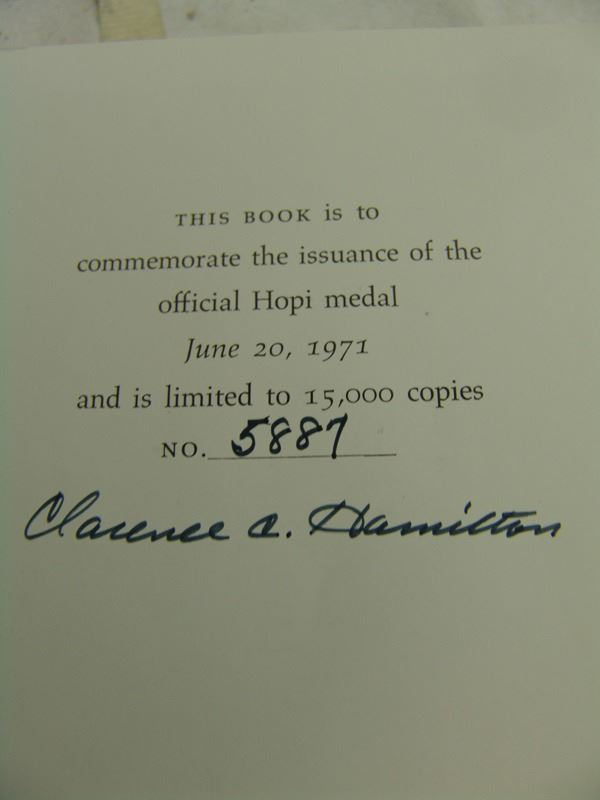 THIS BOOK is to
commemorate the issuance of the
official Hopi medal
June 20, 1971
and is limited to 15,000 copies
NO. 5887
Clarence C. Hamilton